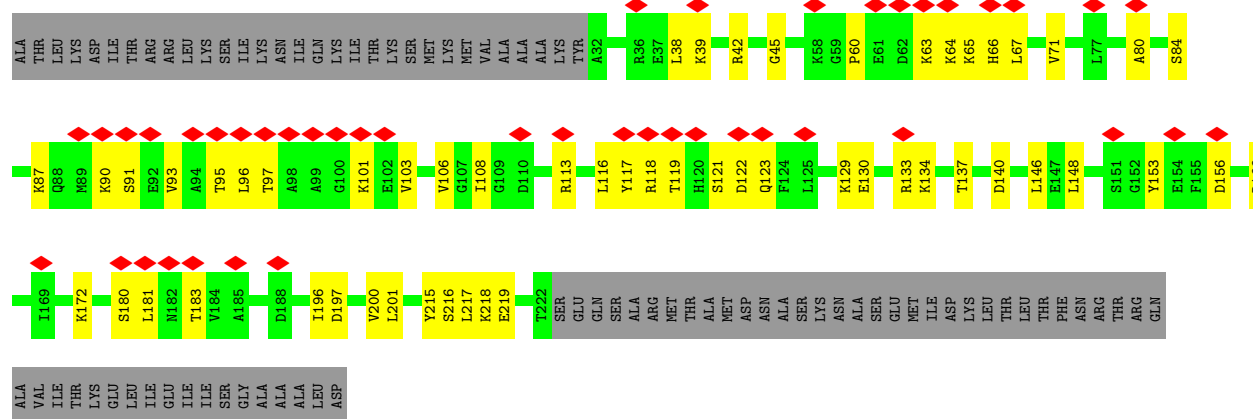 ALA THR LEU LYS ASP ILE THR ARG ARG LEU LYS SER ILE LYS ASN ILE GLN LYS ILE THR LYS SER MET LYS MET VAL ALA ALA ALA LYS TYR A32 R36 E37 L38 K39 R42 G45 K58 G59 P60 E61 D62 K63 K64 K65 H66 L67 V71 L77 A80 S84
K87 Q88 M89 K90 S91 E92 V93 A94 T95 L96 T97 A98 A99 G100 K101 E102 V103 V106 G107 I108 G109 D110 R113 L116 Y117 R118 T119 H120 S121 D122 Q123 F124 L125 K129 E130 R133 K134 T137 D140 L146 E147 L148 S151 G152 Y153 E154 F155 D156
I169 K172 S180 L181 N182 T183 V184 A185 D188 I196 D197 V200 L201 Y215 S216 L217 K218 E219 T222 SER GLU GLN SER ALA ARG MET THR ALA MET ASP ASN ALA SER LYS ASN ALA SER GLU MET ILE ASP LYS LEU THR LEU THR PHE ASN ARG THR ARG GLN
ALA VAL ILE THR LYS GLU LEU ILE GLU ILE ILE SER GLY ALA ALA ALA LEU ASP